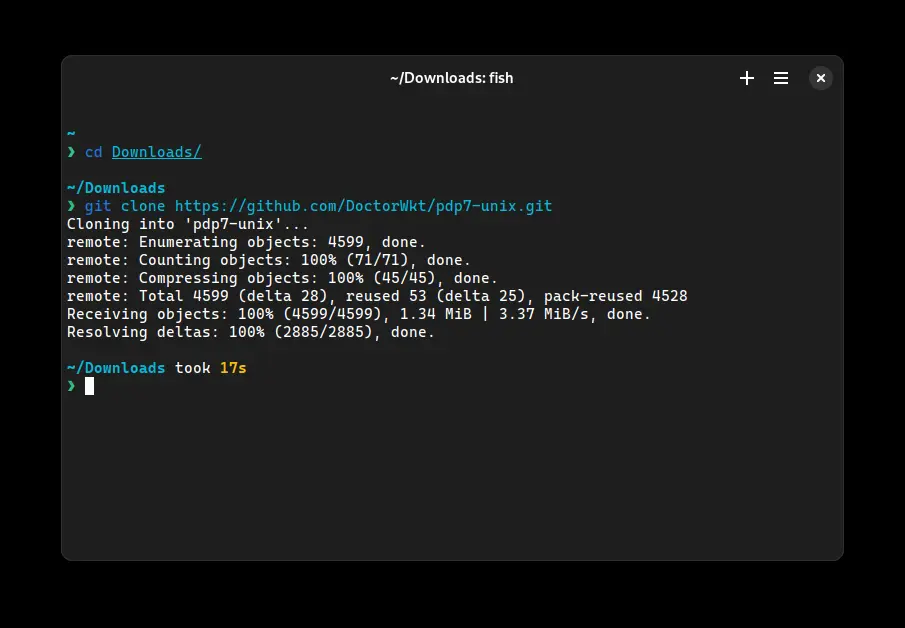 ~/Downloads: fish
~
❯ cd Downloads/
~/Downloads
❯ git clone https://github.com/DoctorWkt/pdp7-unix.git
Cloning into 'pdp7-unix'...
remote: Enumerating objects: 4599, done.
remote: Counting objects: 100% (71/71), done.
remote: Compressing objects: 100% (45/45), done.
remote: Total 4599 (delta 28), reused 53 (delta 25), pack-reused 4528
Receiving objects: 100% (4599/4599), 1.34 MiB | 3.37 MiB/s, done.
Resolving deltas: 100% (2885/2885), done.
~/Downloads took 17s
❯